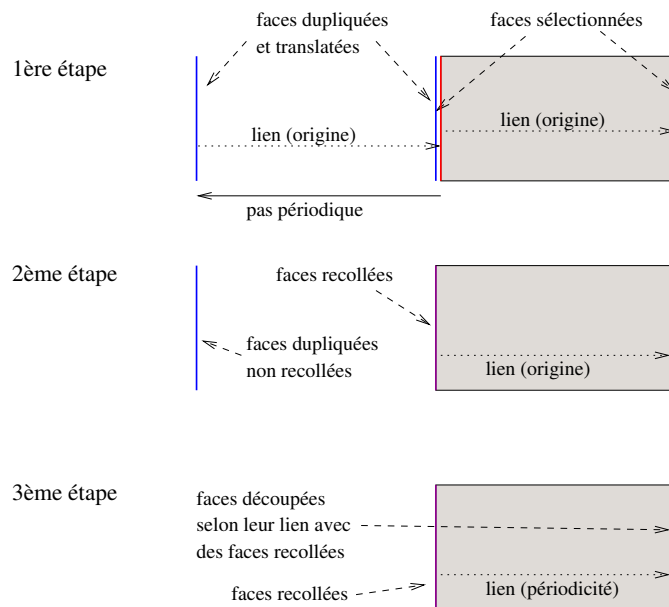 faces dupliquées
et translatées
faces sélectionnées
1ère étape
lien (origine)
lien (origine)
pas périodique
2ème étape
faces recollées
faces dupliquées
non recollées
lien (origine)
3ème étape
faces découpées
selon leur lien avec
des faces recollées
faces recollées
lien (périodicité)